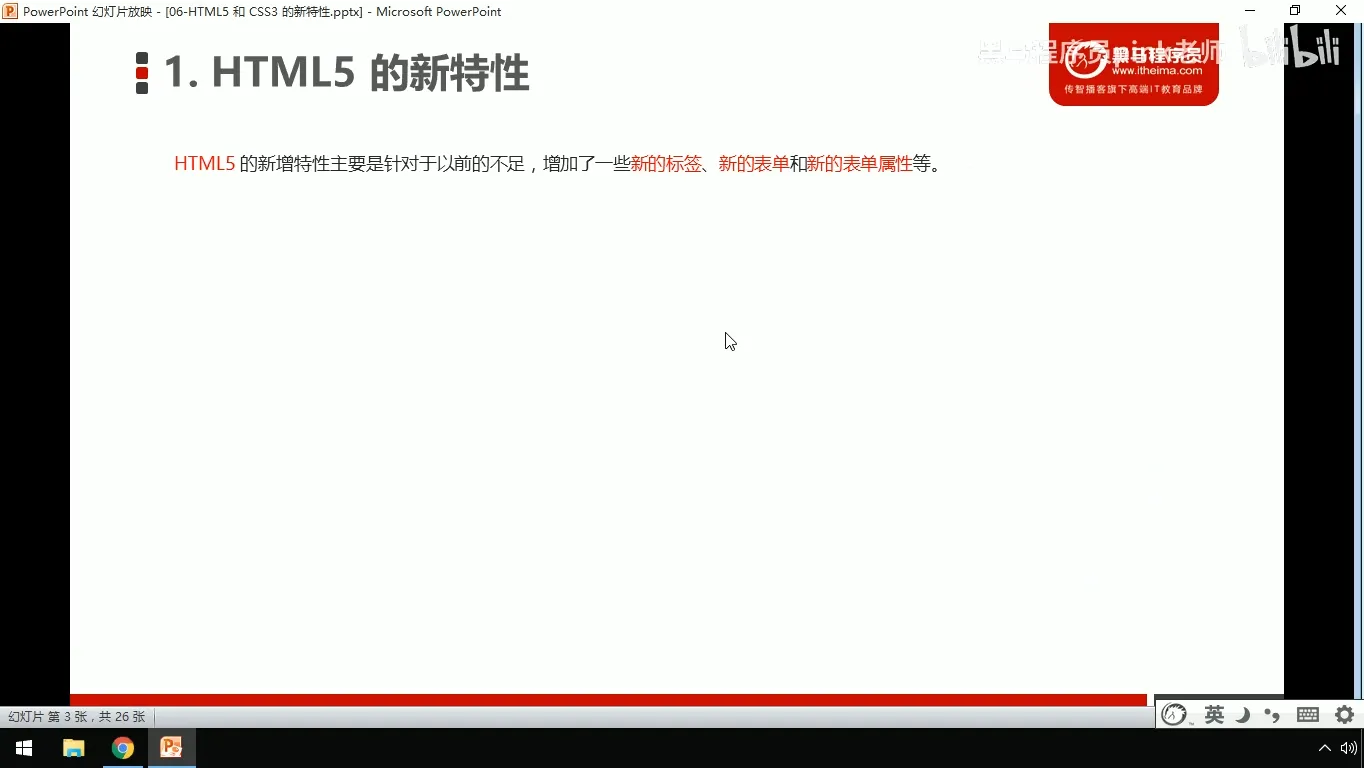 PowerPoint 幻灯片放映 - [06-HTML5 和 CSS3 的新特性.pptx] - Microsoft PowerPoint
1. HTML5 的新特性
黑马程序员pink老师
bilibili
黑马程序员
www.itheima.com
传智播客旗下高端IT教育品牌
HTML5 的新增特性主要是针对于以前的不足，增加了一些新的标签、新的表单和新的表单属性等。
幻灯片 第 3 张，共 26 张
英